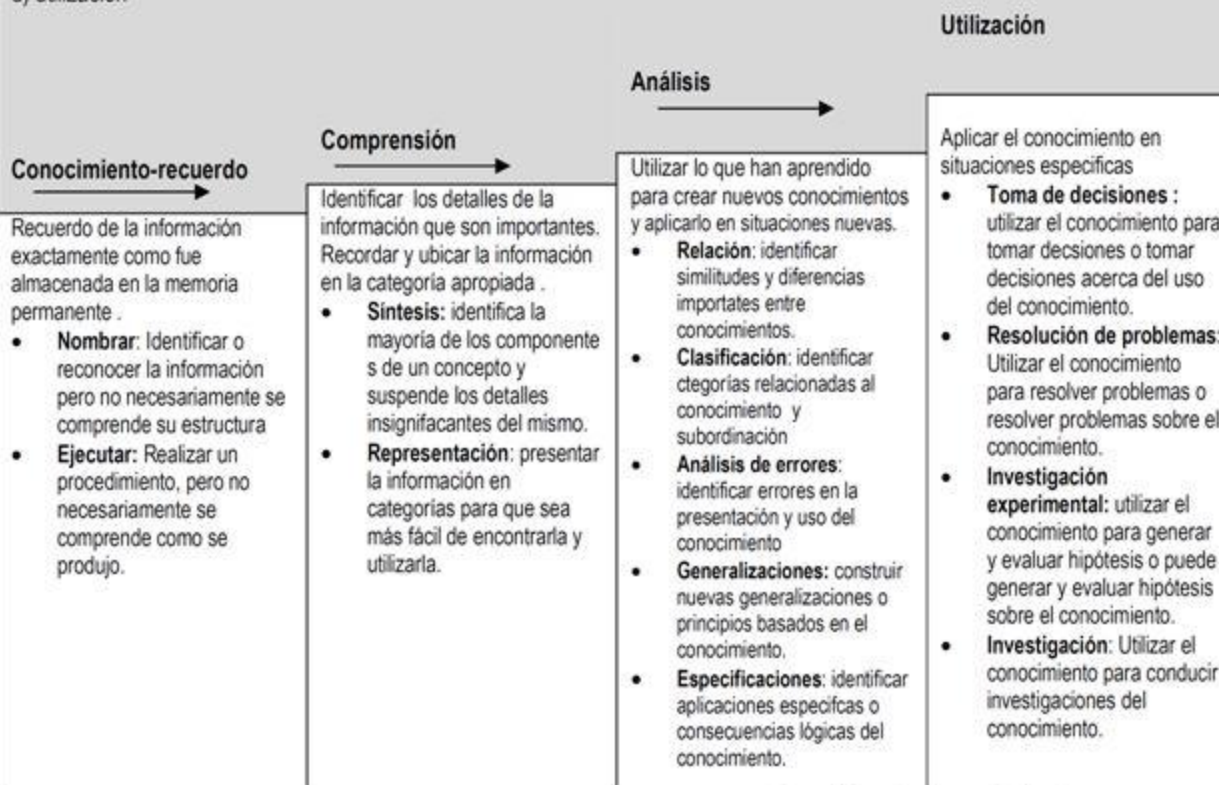 Conocimiento-recuerdo
Recuerdo de la información
exactamente como fue
almacenada en la memoria
permanente .
• Nombrar: Identificar o
reconocer la información
pero no necesariamente se
comprende su estructura
• Ejecutar: Realizar un
procedimiento, pero no
necesariamente se
comprende como se
produjo.
Comprensión
Identificar los detalles de la
información que son importantes.
Recordar y ubicar la información
en la categoría apropiada .
• Síntesis: identifica la
mayoría de los componente
s de un concepto y
suspende los detalles
insignifacantes del mismo.
• Representación: presentar
la información en
categorías para que sea
más fácil de encontrarla y
utilizarla.
Análisis
Utilizar lo que han aprendido
para crear nuevos conocimientos
y aplicarlo en situaciones nuevas.
• Relación: identificar
similitudes y diferencias
importates entre
conocimientos.
• Clasificación: identificar
ctegorías relacionadas al
conocimiento y
subordinación
• Análisis de errores:
identificar errores en la
presentación y uso del
conocimiento
• Generalizaciones: construir
nuevas generalizaciones o
principios basados en el
conocimiento.
• Especificaciones: identificar
aplicaciones especifcas o
consecuencias lógicas del
conocimiento.
Utilización
Aplicar el conocimiento en
situaciones especificas
• Toma de decisiones :
utilizar el conocimiento para
tomar decsiones o tomar
decisiones acerca del uso
del conocimiento.
• Resolución de problemas:
Utilizar el conocimiento
para resolver problemas o
resolver problemas sobre el
conocimiento.
• Investigación
experimental: utilizar el
conocimiento para generar
y evaluar hipótesis o puede
generar y evaluar hipótesis
sobre el conocimiento.
• Investigación: Utilizar el
conocimiento para conducir
investigaciones del
conocimiento.